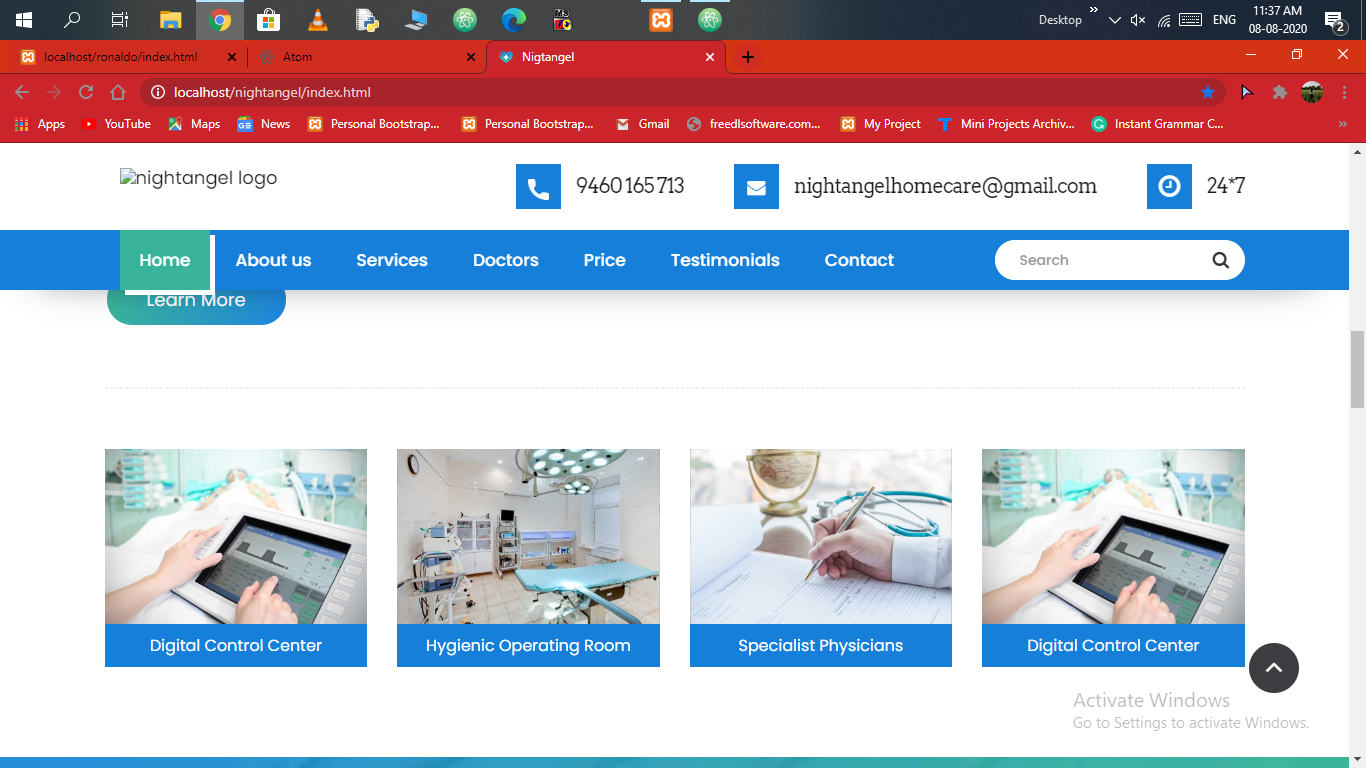 Desktop
ENG
11:37 AM
08-08-2020
2
localhost/ronaldo/index.html
Atom
Nigtangel
localhost/nightangel/index.html
Apps YouTube Maps News Personal Bootstrap... Personal Bootstrap... Gmail freedlsoftware.com... My Project Mini Projects Archiv... Instant Grammar C... »
nightangel logo
9460 165 713
nightangelhomecare@gmail.com
24*7
Home About us Services Doctors Price Testimonials Contact Search
Learn More
Digital Control Center
Hygienic Operating Room
Specialist Physicians
Digital Control Center
Activate Windows
Go to Settings to activate Windows.